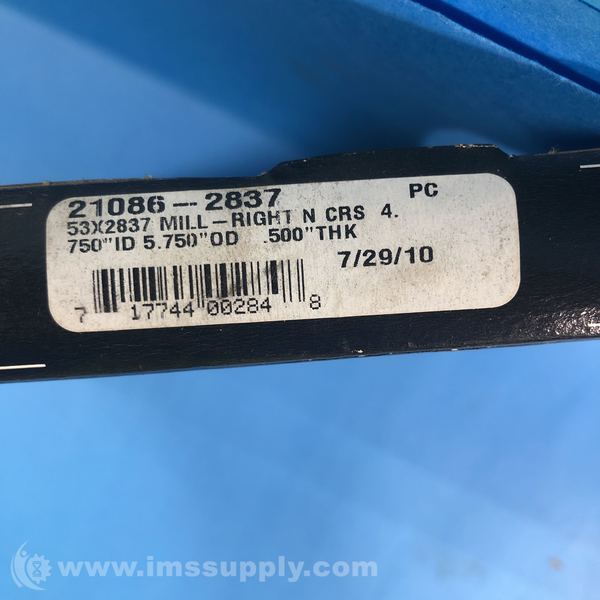 21086-2837 PC
53X2837 MILL-RIGHT N CRS 4.
750"ID 5.750"OD .500"THK
7/29/10
7 17744 00284 8
www.imssupply.com